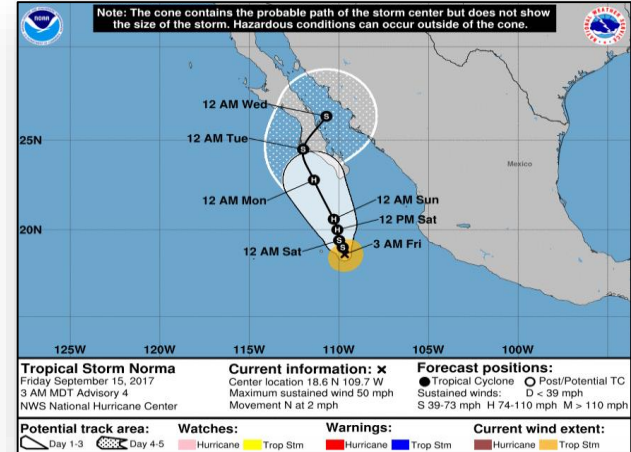 Note: The cone contains the probable path of the storm center but does not show
the size of the storm. Hazardous conditions can occur outside of the cone.
NOAA
NATIONAL WEATHER SERVICE
12 AM Wed
25N
12 AM Tue
Mexico
12 AM Mon
12 AM Sun
20N
12 PM Sat
12 AM Sat
3 AM Fri
S
S
H
H
H
S
S
125W 120W 115W 110W 105W 100W
Tropical Storm Norma
Friday September 15, 2017
3 AM MDT Advisory 4
NWS National Hurricane Center
Current information: ×
Center location 18.6 N 109.7 W
Maximum sustained wind 50 mph
Movement N at 2 mph
Forecast positions:
● Tropical Cyclone ○ Post/Potential TC
Sustained winds: D < 39 mph
S 39-73 mph H 74-110 mph M > 110 mph
Potential track area:
Day 1-3 Day 4-5
Watches:
Hurricane Trop Stm
Warnings:
Hurricane Trop Stm
Current wind extent:
Hurricane Trop Stm